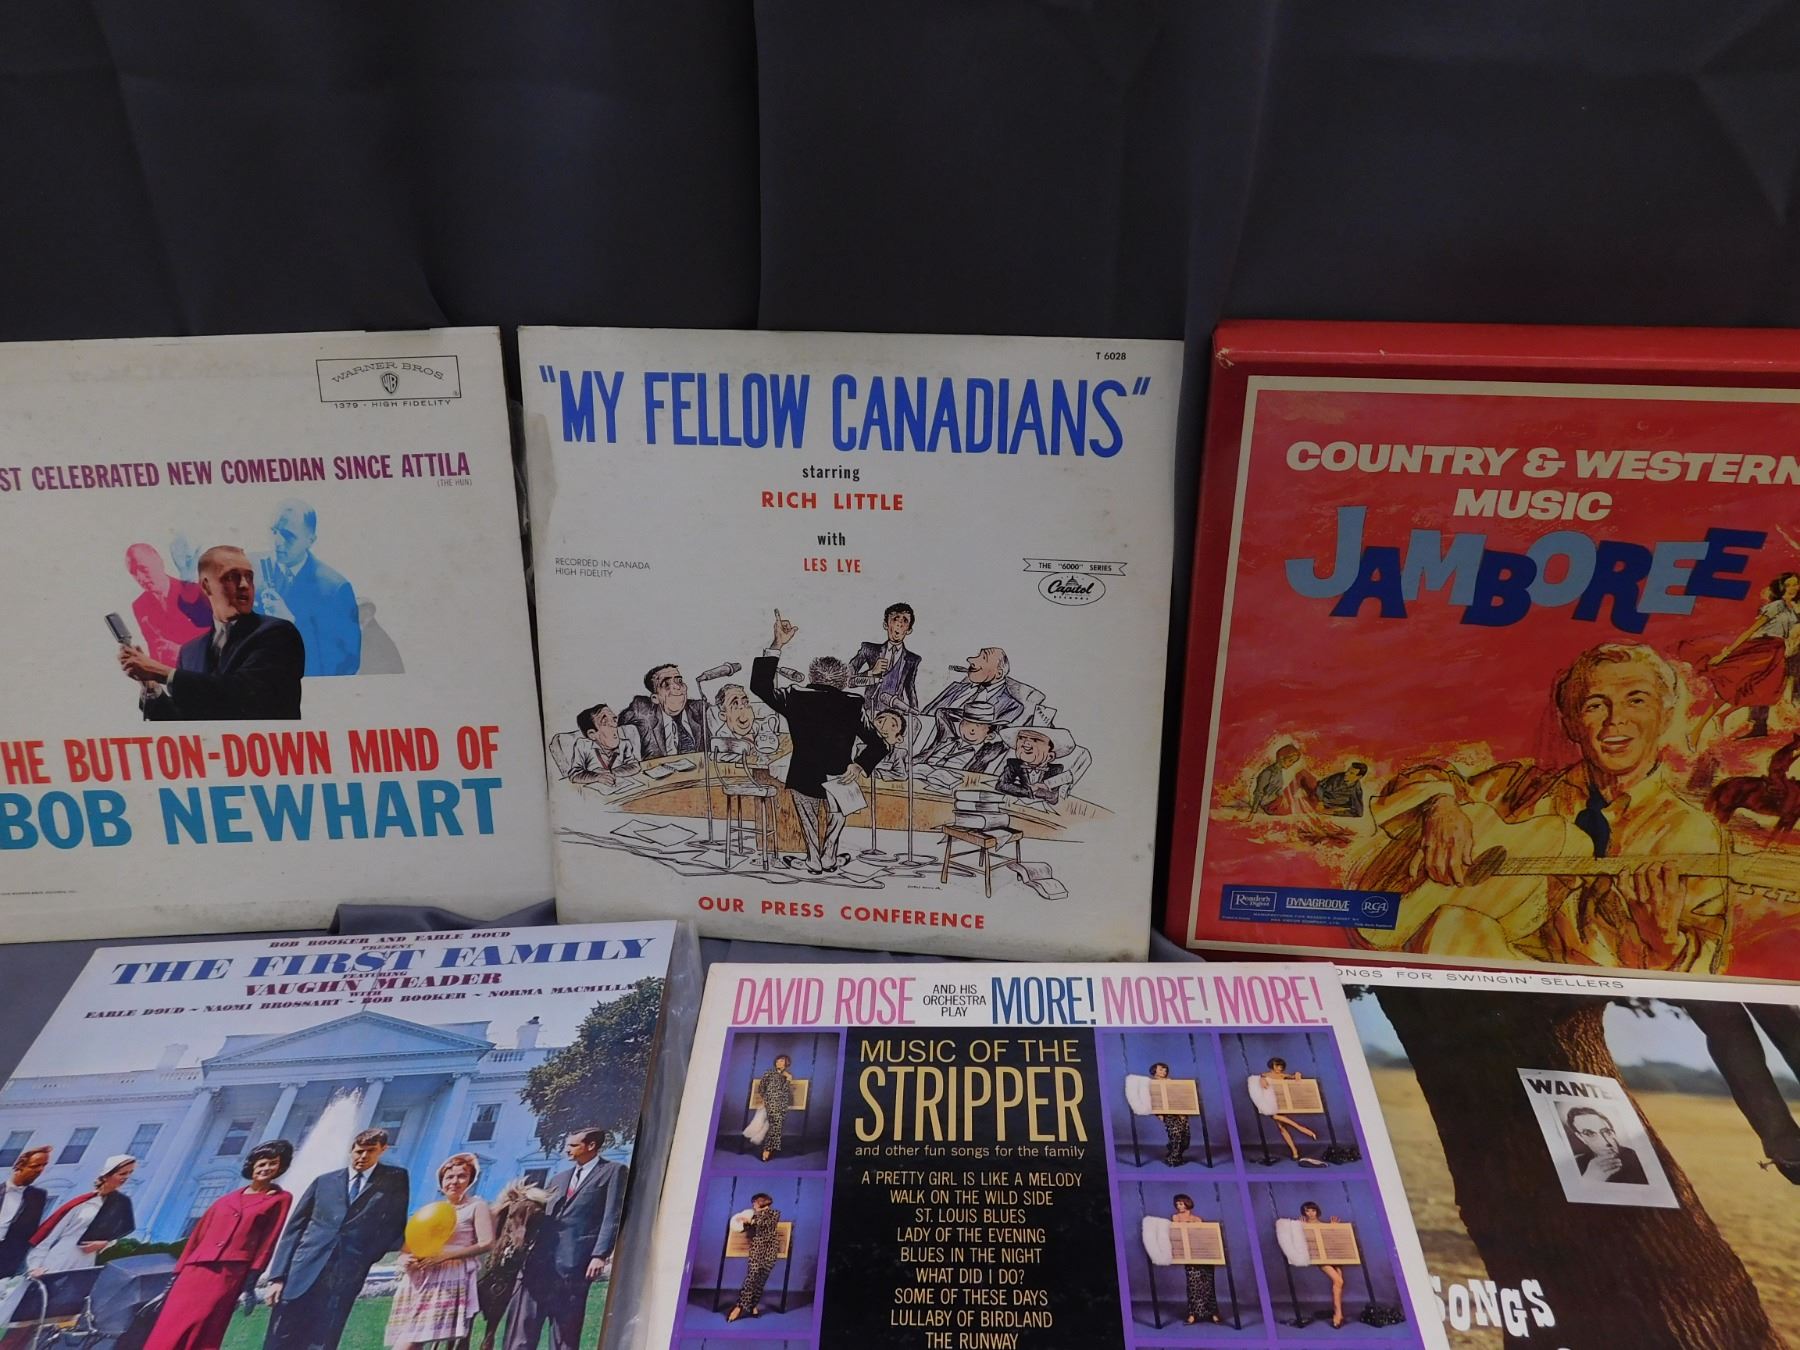 WARNER BROS
WB
1379 · HIGH FIDELITY
ST CELEBRATED NEW COMEDIAN SINCE ATTILA
(THE HUN)
HE BUTTON-DOWN MIND OF
BOB NEWHART
T 6028
"MY FELLOW CANADIANS"
starring
RICH LITTLE
with
LES LYE
RECORDED IN CANADA
HIGH FIDELITY
THE "6000" SERIES
Capitol
RECORDS
OUR PRESS CONFERENCE
COUNTRY & WESTERN
MUSIC
JAMBOREE
Reader's
Digest
DYNAGROOVE
RCA
BOB BOOKER AND EARLE DOUD
PRESENT
THE FIRST FAMILY
FEATURING
VAUGHN MEADER
WITH
EARLE DOUD ~ NAOMI BROSSART ~ BOB BOOKER ~ NORMA MACMILLA
DAVID ROSE AND HIS ORCHESTRA PLAY MORE! MORE! MORE!
MUSIC OF THE
STRIPPER
and other fun songs for the family
A PRETTY GIRL IS LIKE A MELODY
WALK ON THE WILD SIDE
ST. LOUIS BLUES
LADY OF THE EVENING
BLUES IN THE NIGHT
WHAT DID I DO?
SOME OF THESE DAYS
LULLABY OF BIRDLAND
THE RUNWAY
ONGS FOR SWINGIN' SELLERS
WANTE
SONGS